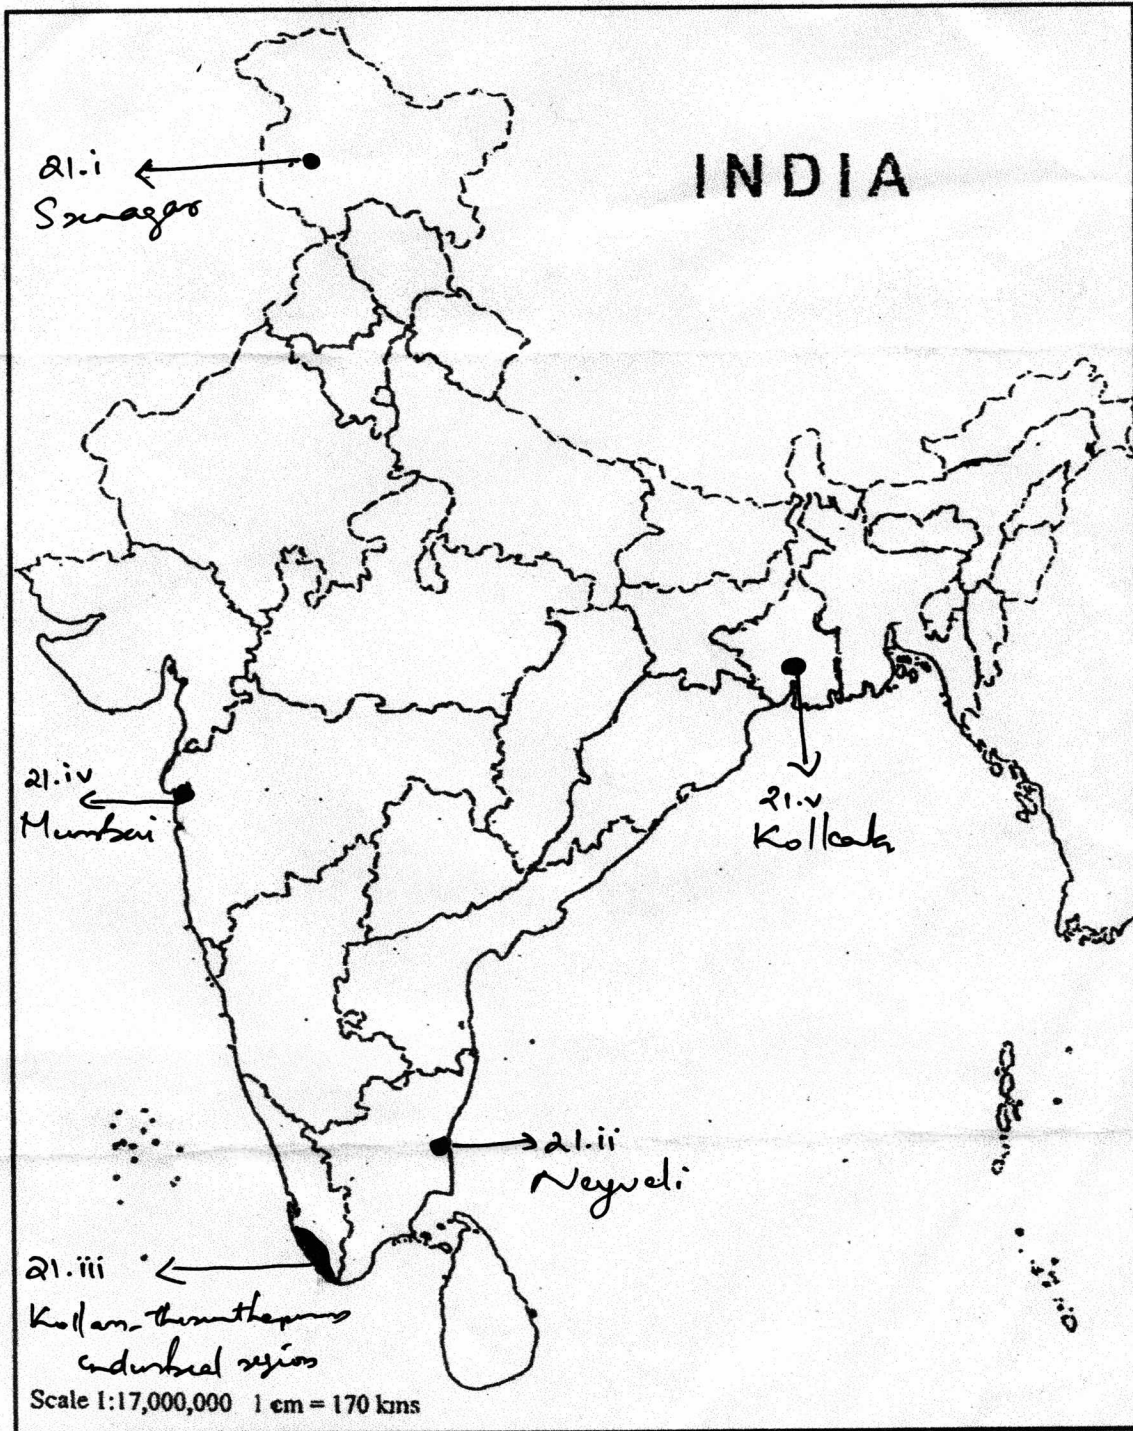 INDIA
21.i
Srinagar
21.iv
Mumbai
21.v
Kolkata
21.ii
Neyveli
21.iii
Kollam-
industrial region
Scale 1:17,000,000 1 cm = 170 kms